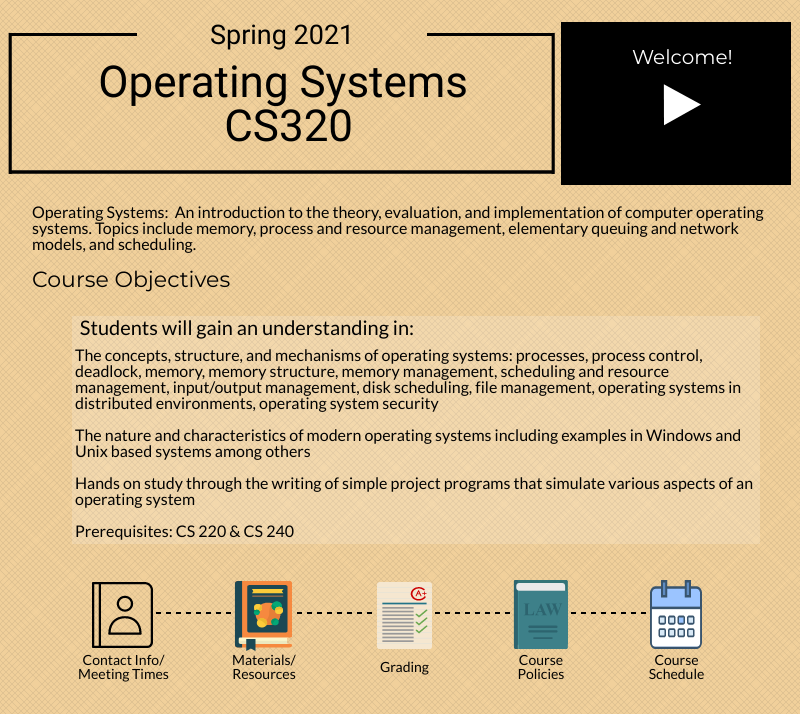 Spring 2021
Operating Systems
CS320
Welcome!
Operating Systems:  An introduction to the theory, evaluation, and implementation of computer operating
systems. Topics include memory, process and resource management, elementary queuing and network
models, and scheduling.
Course Objectives
Students will gain an understanding in:
The concepts, structure, and mechanisms of operating systems: processes, process control,
deadlock, memory, memory structure, memory management, scheduling and resource
management, input/output management, disk scheduling, file management, operating systems in
distributed environments, operating system security
The nature and characteristics of modern operating systems including examples in Windows and
Unix based systems among others
Hands on study through the writing of simple project programs that simulate various aspects of an
operating system
Prerequisites: CS 220 & CS 240
A+
LAW
Contact Info/
Meeting Times
Materials/
Resources
Grading
Course
Policies
Course
Schedule